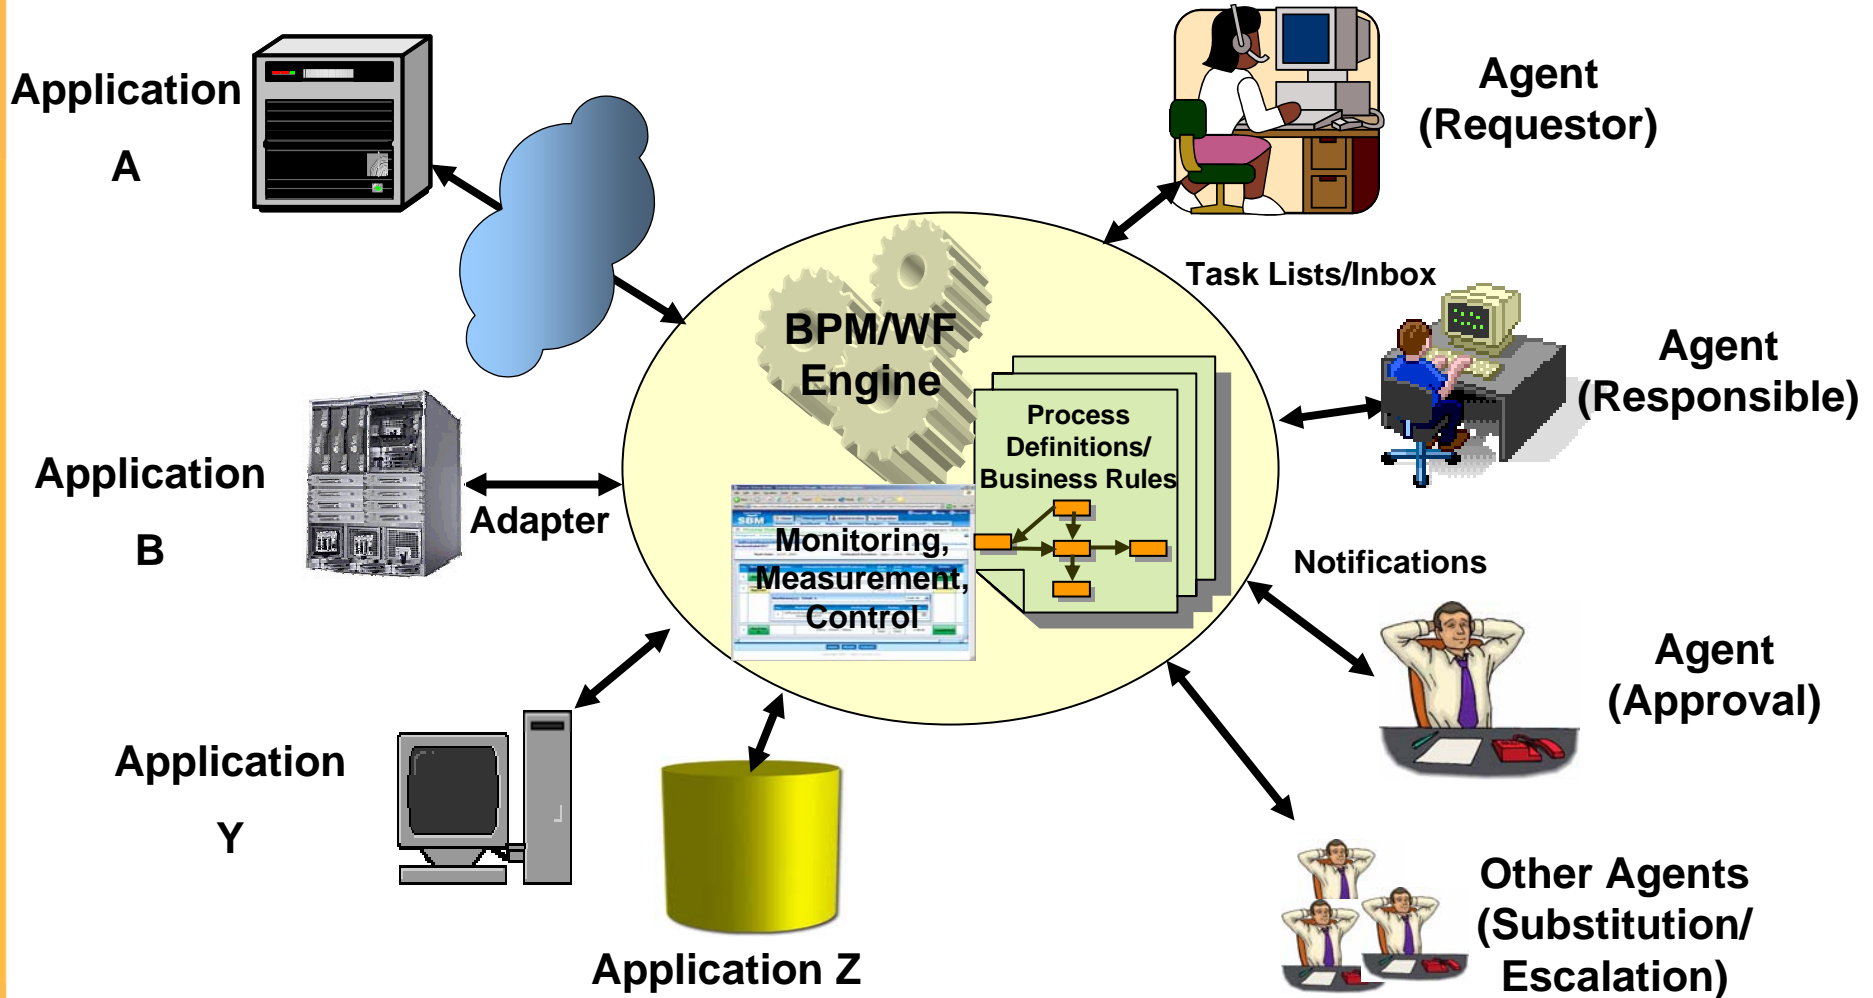 Application
A
Agent
(Requestor)
Task Lists/Inbox
BPM/WF
Engine
Agent
(Responsible)
Process
Definitions/
Business Rules
Application
B
Adapter
SBM
Monitoring,
Measurement,
Control
Notifications
Agent
(Approval)
Application
Y
Application Z
Other Agents
(Substitution/
Escalation)